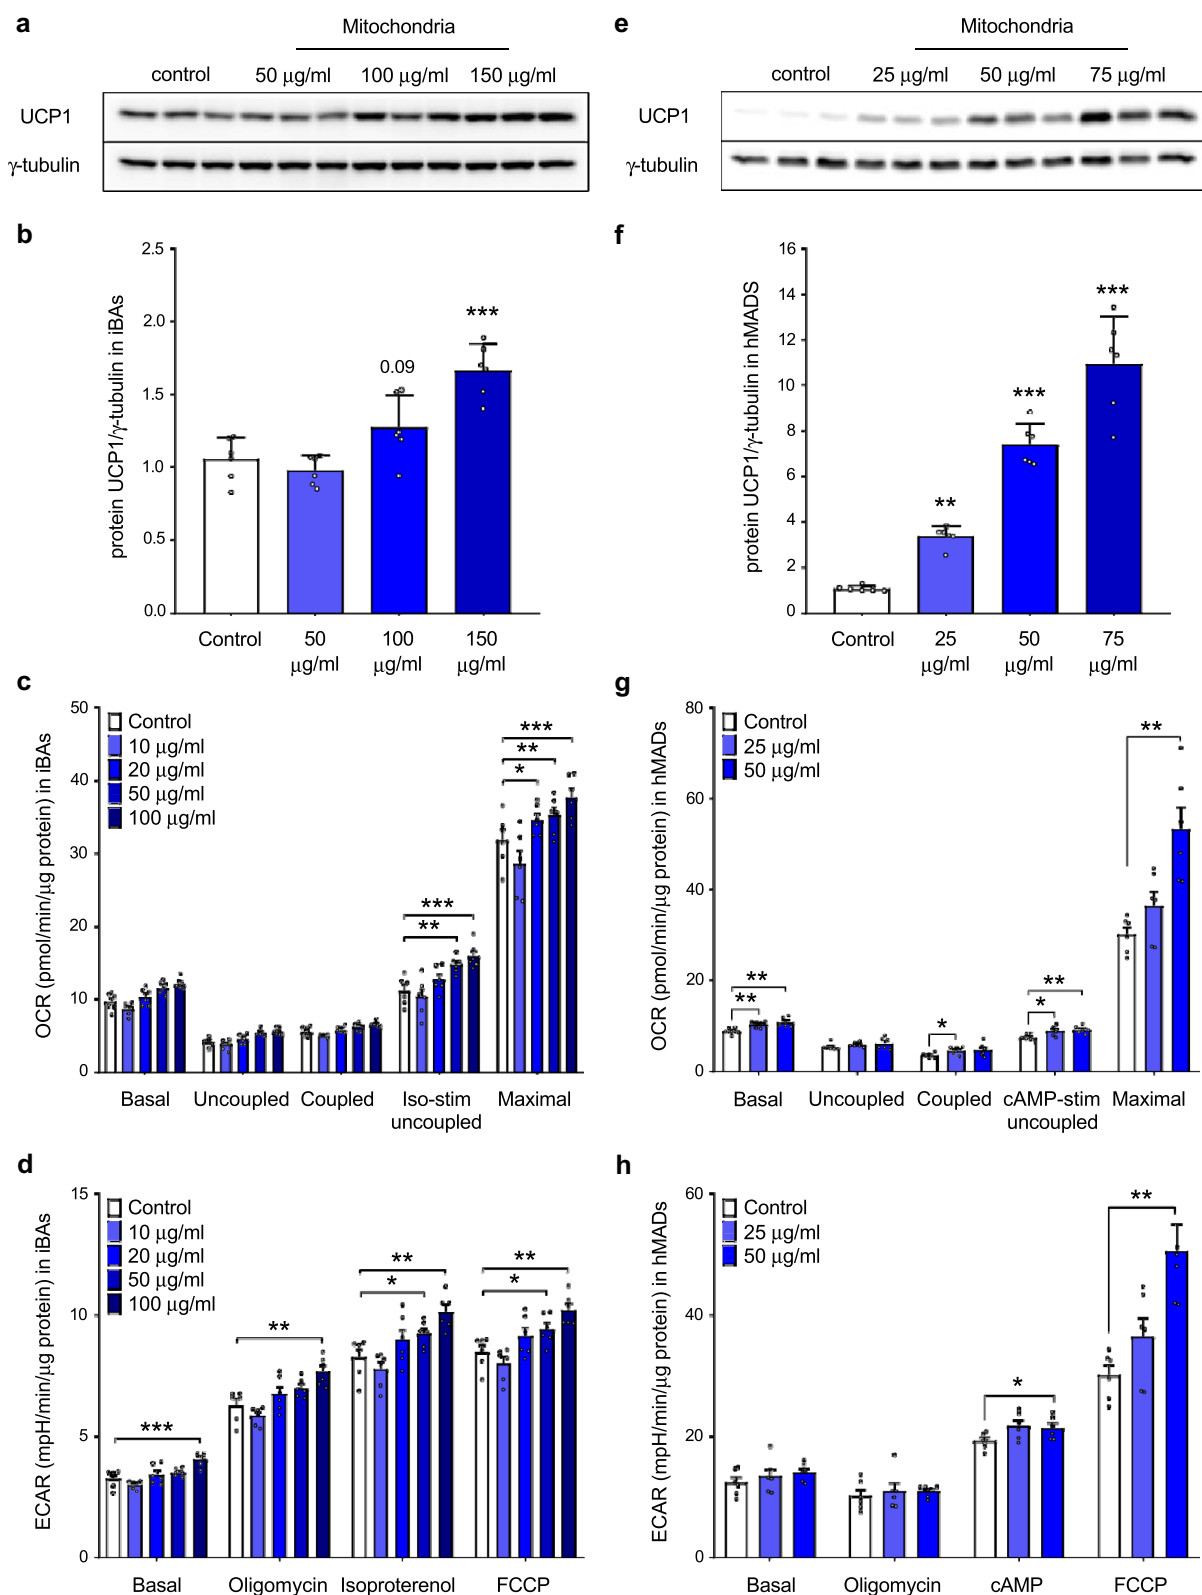 a
Mitochondria
control 50 μg/ml 100 μg/ml 150 μg/ml
UCP1
γ-tubulin
b
protein UCP1/γ-tubulin in iBAs
2.5
2.0
1.5
1.0
0.5
0.0
0.09
***
Control 50 μg/ml 100 μg/ml 150 μg/ml
c
OCR (pmol/min/μg protein) in iBAs
50
40
30
20
10
0
Control
10 μg/ml
20 μg/ml
50 μg/ml
100 μg/ml
***
**
*
***
**
Basal Uncoupled Coupled Iso-stim uncoupled Maximal
d
ECAR (mpH/min/μg protein) in iBAs
15
10
5
0
Control
10 μg/ml
20 μg/ml
50 μg/ml
100 μg/ml
***
**
**
*
**
*
Basal Oligomycin Isoproterenol FCCP
e
Mitochondria
control 25 μg/ml 50 μg/ml 75 μg/ml
UCP1
γ-tubulin
f
protein UCP1/γ-tubulin in hMADS
16
14
12
10
8
6
4
2
0
**
***
***
Control 25 μg/ml 50 μg/ml 75 μg/ml
g
OCR (pmol/min/μg protein) in hMADs
80
60
40
20
0
Control
25 μg/ml
50 μg/ml
**
**
*
**
*
**
Basal Uncoupled Coupled cAMP-stim uncoupled Maximal
h
ECAR (mpH/min/μg protein) in hMADs
60
40
20
0
Control
25 μg/ml
50 μg/ml
*
**
Basal Oligomycin cAMP FCCP